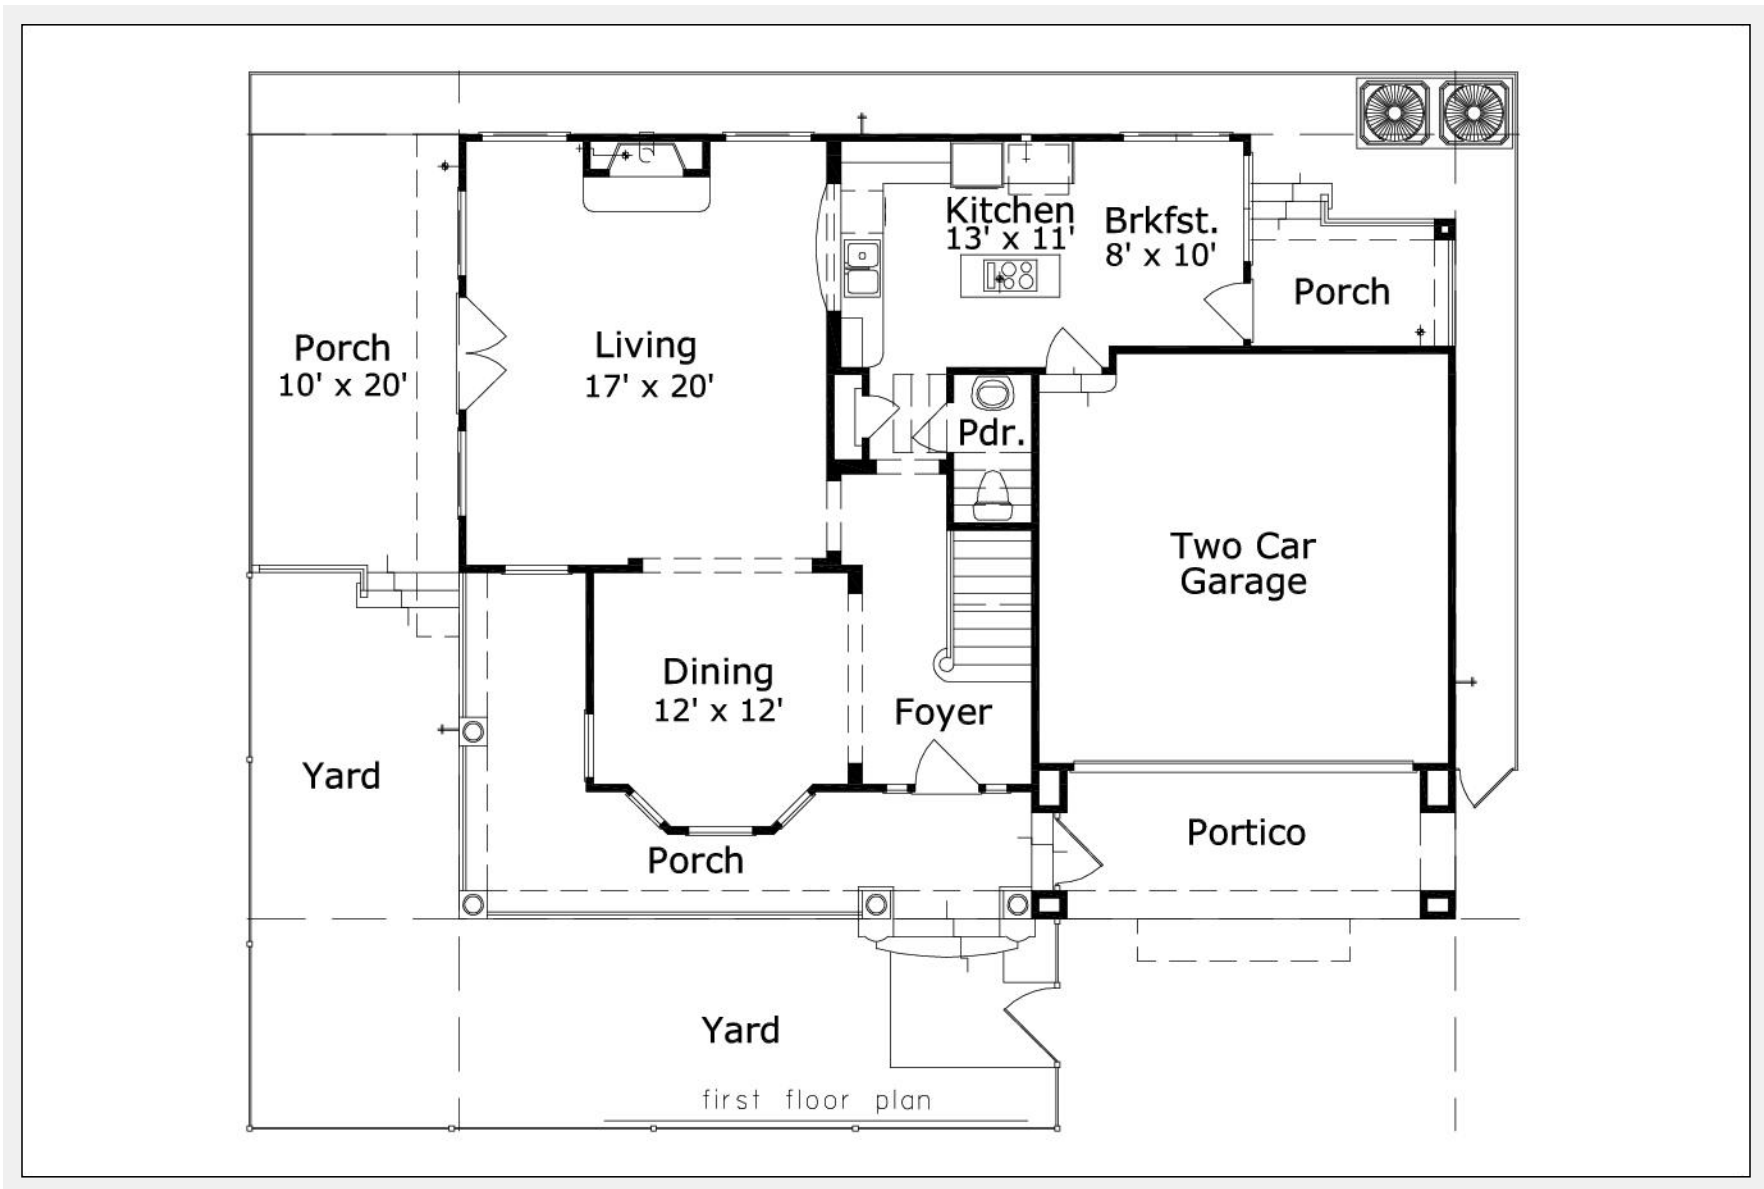 Kitchen
13' x 11'
Brkfst.
8' x 10'
Porch
Porch
10' x 20'
Living
17' x 20'
Pdr.
Two Car
Garage
Dining
12' x 12'
Foyer
Yard
Porch
Portico
Yard
first floor plan